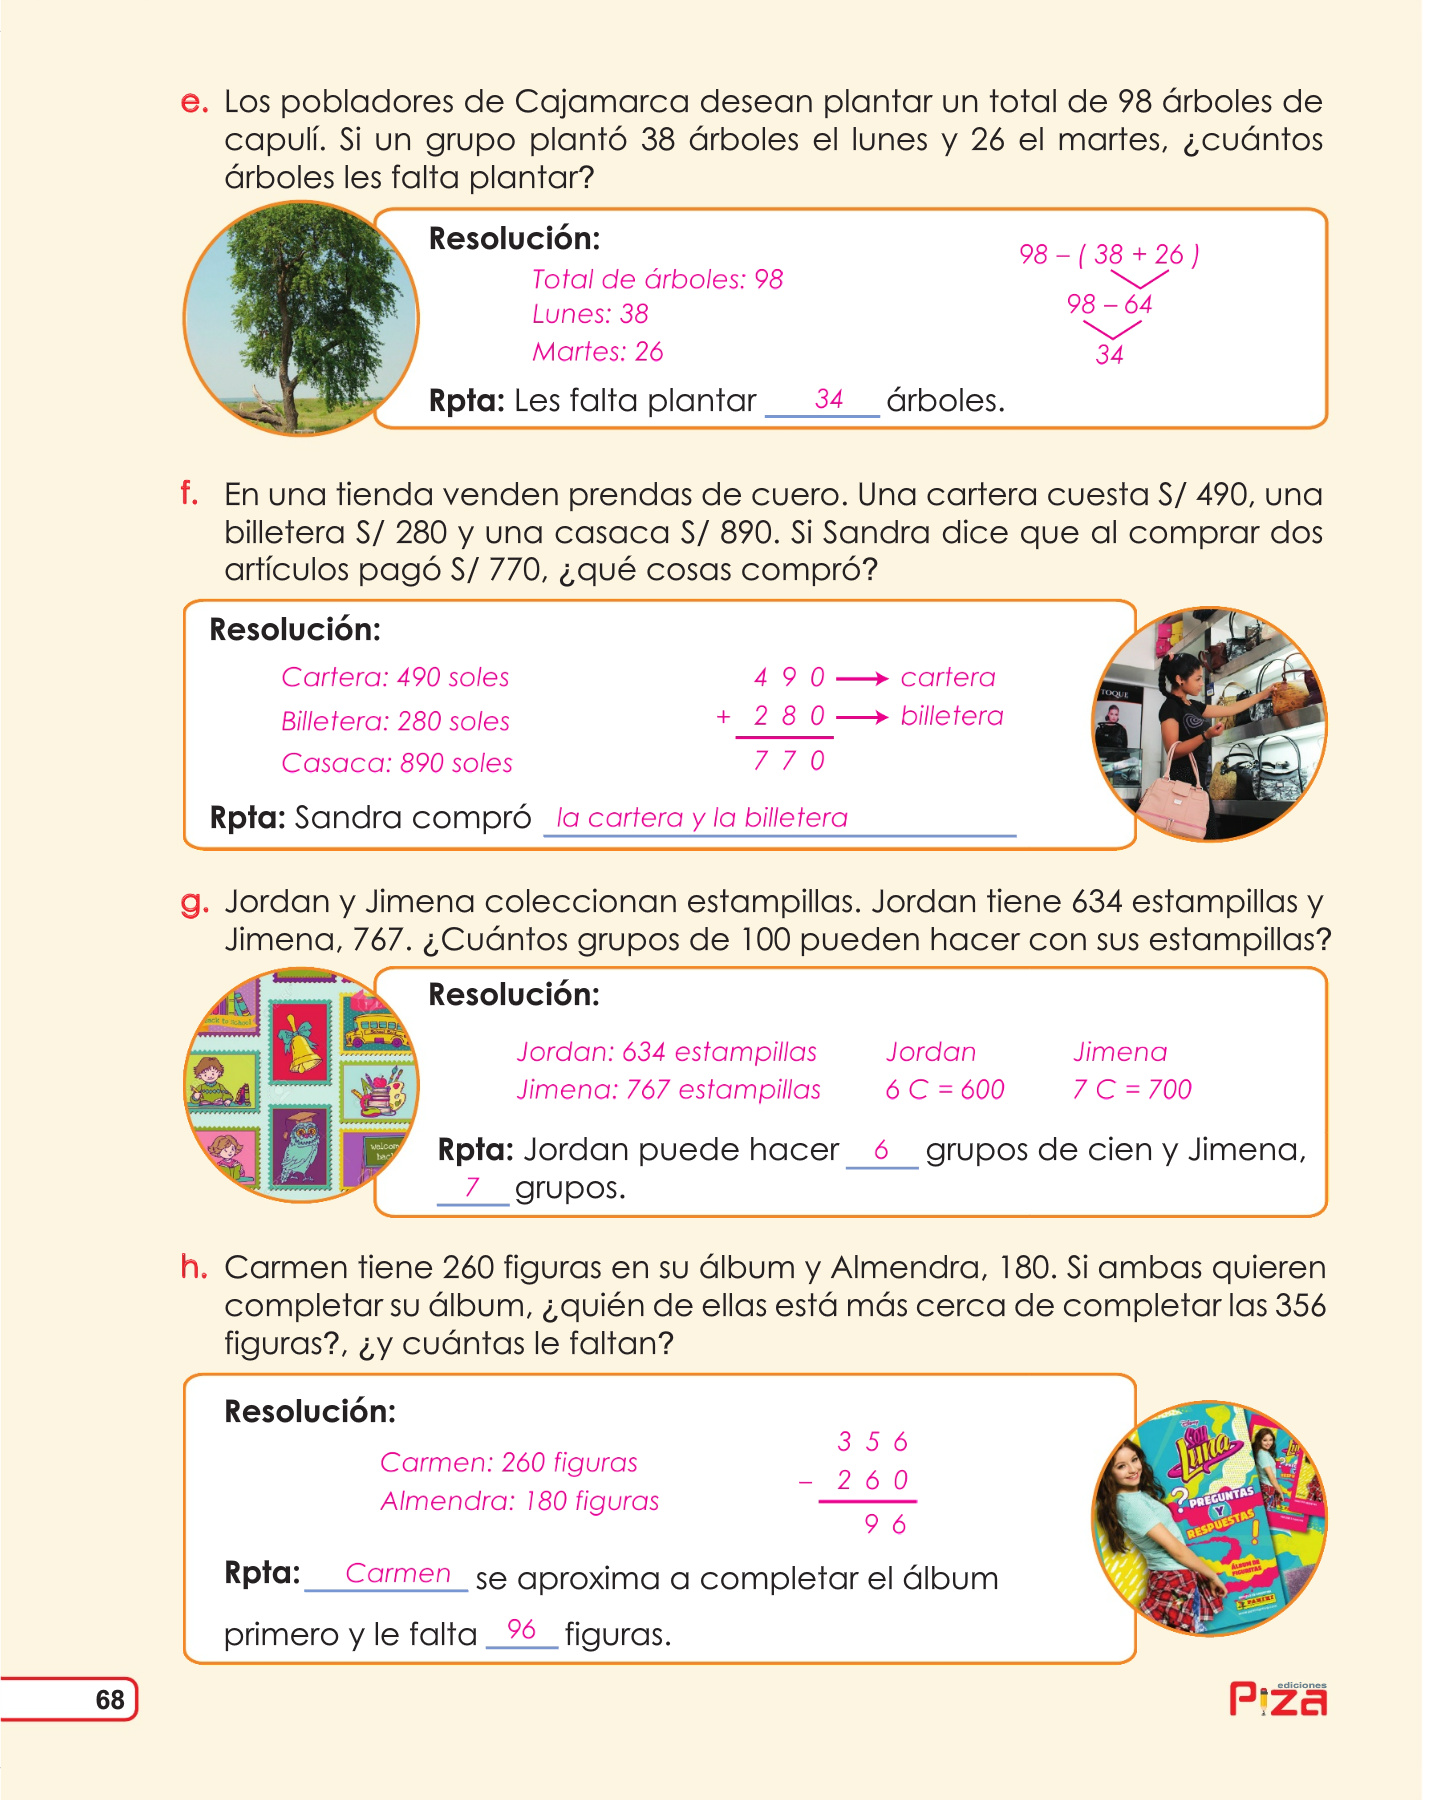 e. Los pobladores de Cajamarca desean plantar un total de 98 árboles de
capulí. Si un grupo plantó 38 árboles el lunes y 26 el martes, ¿cuántos
árboles les falta plantar?
Resolución:
Total de árboles: 98
Lunes: 38
Martes: 26
98 – ( 38 + 26 )
98 – 64
34
Rpta: Les falta plantar 34 árboles.
f. En una tienda venden prendas de cuero. Una cartera cuesta S/ 490, una
billetera S/ 280 y una casaca S/ 890. Si Sandra dice que al comprar dos
artículos pagó S/ 770, ¿qué cosas compró?
Resolución:
Cartera: 490 soles
Billetera: 280 soles
Casaca: 890 soles
4 9 0 → cartera
+ 2 8 0 → billetera
7 7 0
TOQUE
Rpta: Sandra compró la cartera y la billetera
g. Jordan y Jimena coleccionan estampillas. Jordan tiene 634 estampillas y
Jimena, 767. ¿Cuántos grupos de 100 pueden hacer con sus estampillas?
Resolución:
Jordan: 634 estampillas
Jimena: 767 estampillas
Jordan
6 C = 600
Jimena
7 C = 700
Rpta: Jordan puede hacer 6 grupos de cien y Jimena,
7 grupos.
h. Carmen tiene 260 figuras en su álbum y Almendra, 180. Si ambas quieren
completar su álbum, ¿quién de ellas está más cerca de completar las 356
figuras?, ¿y cuántas le faltan?
Resolución:
Carmen: 260 figuras
Almendra: 180 figuras
3 5 6
– 2 6 0
9 6
Rpta: Carmen se aproxima a completar el álbum
primero y le falta 96 figuras.
Soy
Luna
? PREGUNTAS
Y
RESPUESTAS !
ÁLBUM DE
FIGURITAS
PANINI
68
ediciones
Piza